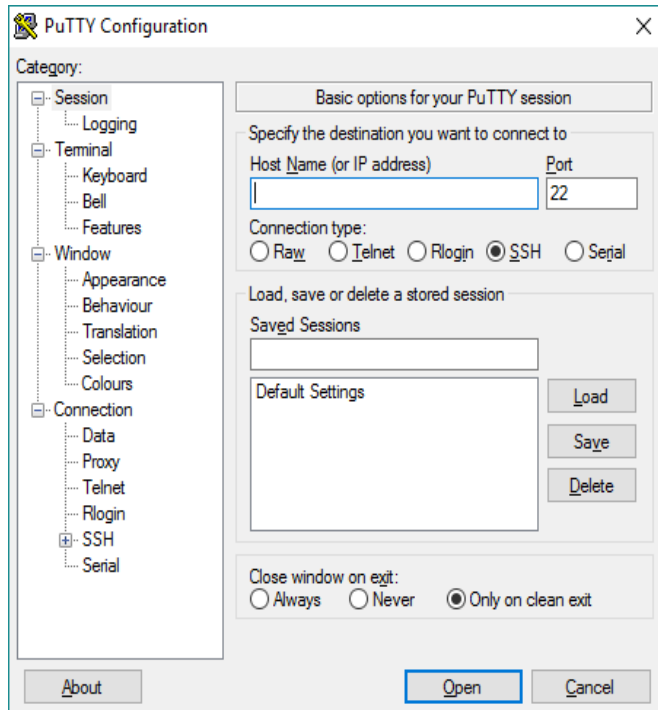 PuTTY Configuration
Category:
Session
Logging
Terminal
Keyboard
Bell
Features
Window
Appearance
Behaviour
Translation
Selection
Colours
Connection
Data
Proxy
Telnet
Rlogin
SSH
Serial
Basic options for your PuTTY session
Specify the destination you want to connect to
Host Name (or IP address) Port
22
Connection type:
Raw Telnet Rlogin SSH Serial
Load, save or delete a stored session
Saved Sessions
Default Settings
Load
Save
Delete
Close window on exit:
Always Never Only on clean exit
About Open Cancel